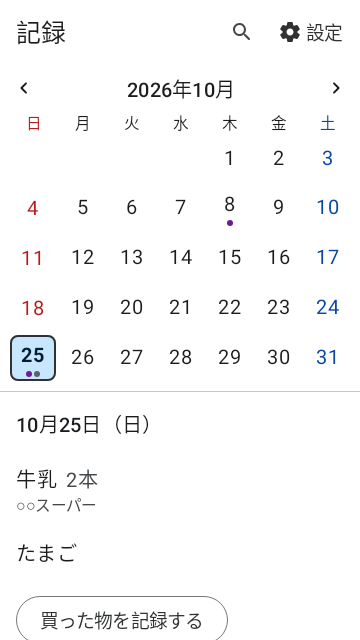 記録 設定
2026年10月
日 月 火 水 木 金 土
1 2 3
4 5 6 7 8 9 10
11 12 13 14 15 16 17
18 19 20 21 22 23 24
25 26 27 28 29 30 31
10月25日（日）
牛乳 2本
○○スーパー
たまご
買った物を記録する